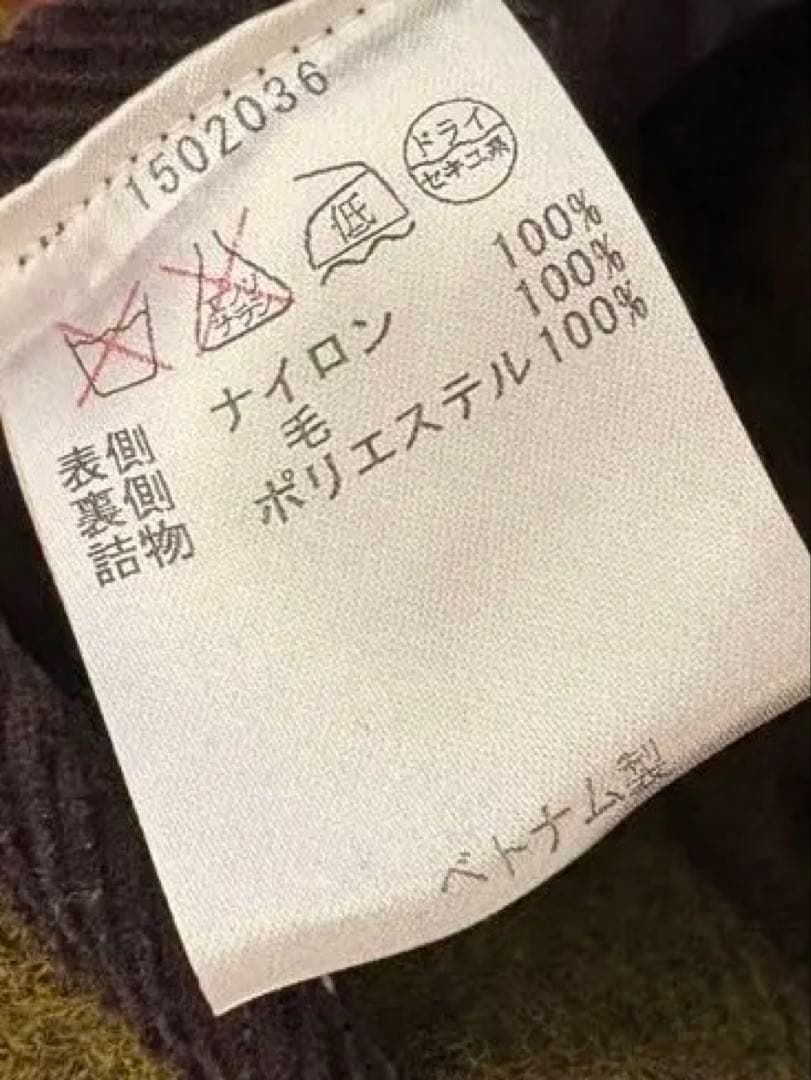 1502036
エンソ
サラシ
低
ドライ
セキユ系
表側 ナイロン 100%
裏側 毛 100%
詰物 ポリエステル 100%
ベトナム製